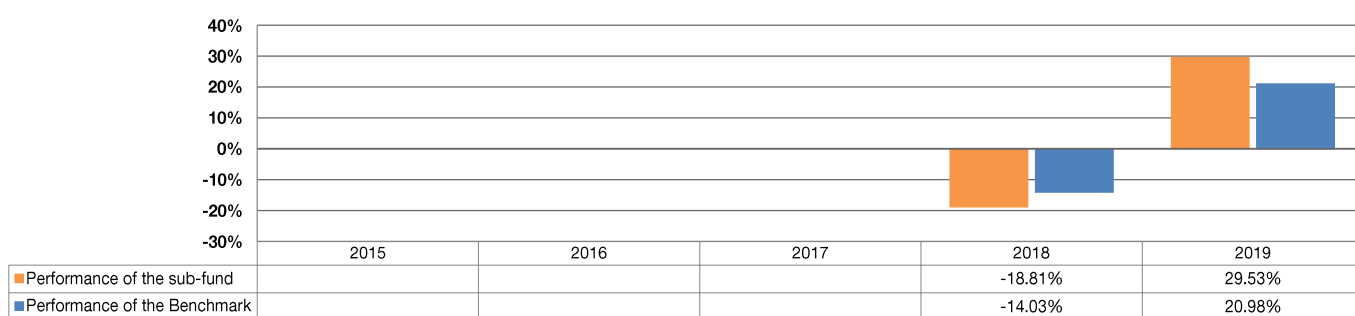 40%
30%
20%
10%
0%
-10%
-20%
-30%
2015 2016 2017 2018 2019
Performance of the sub-fund -18.81% 29.53%
Performance of the Benchmark -14.03% 20.98%